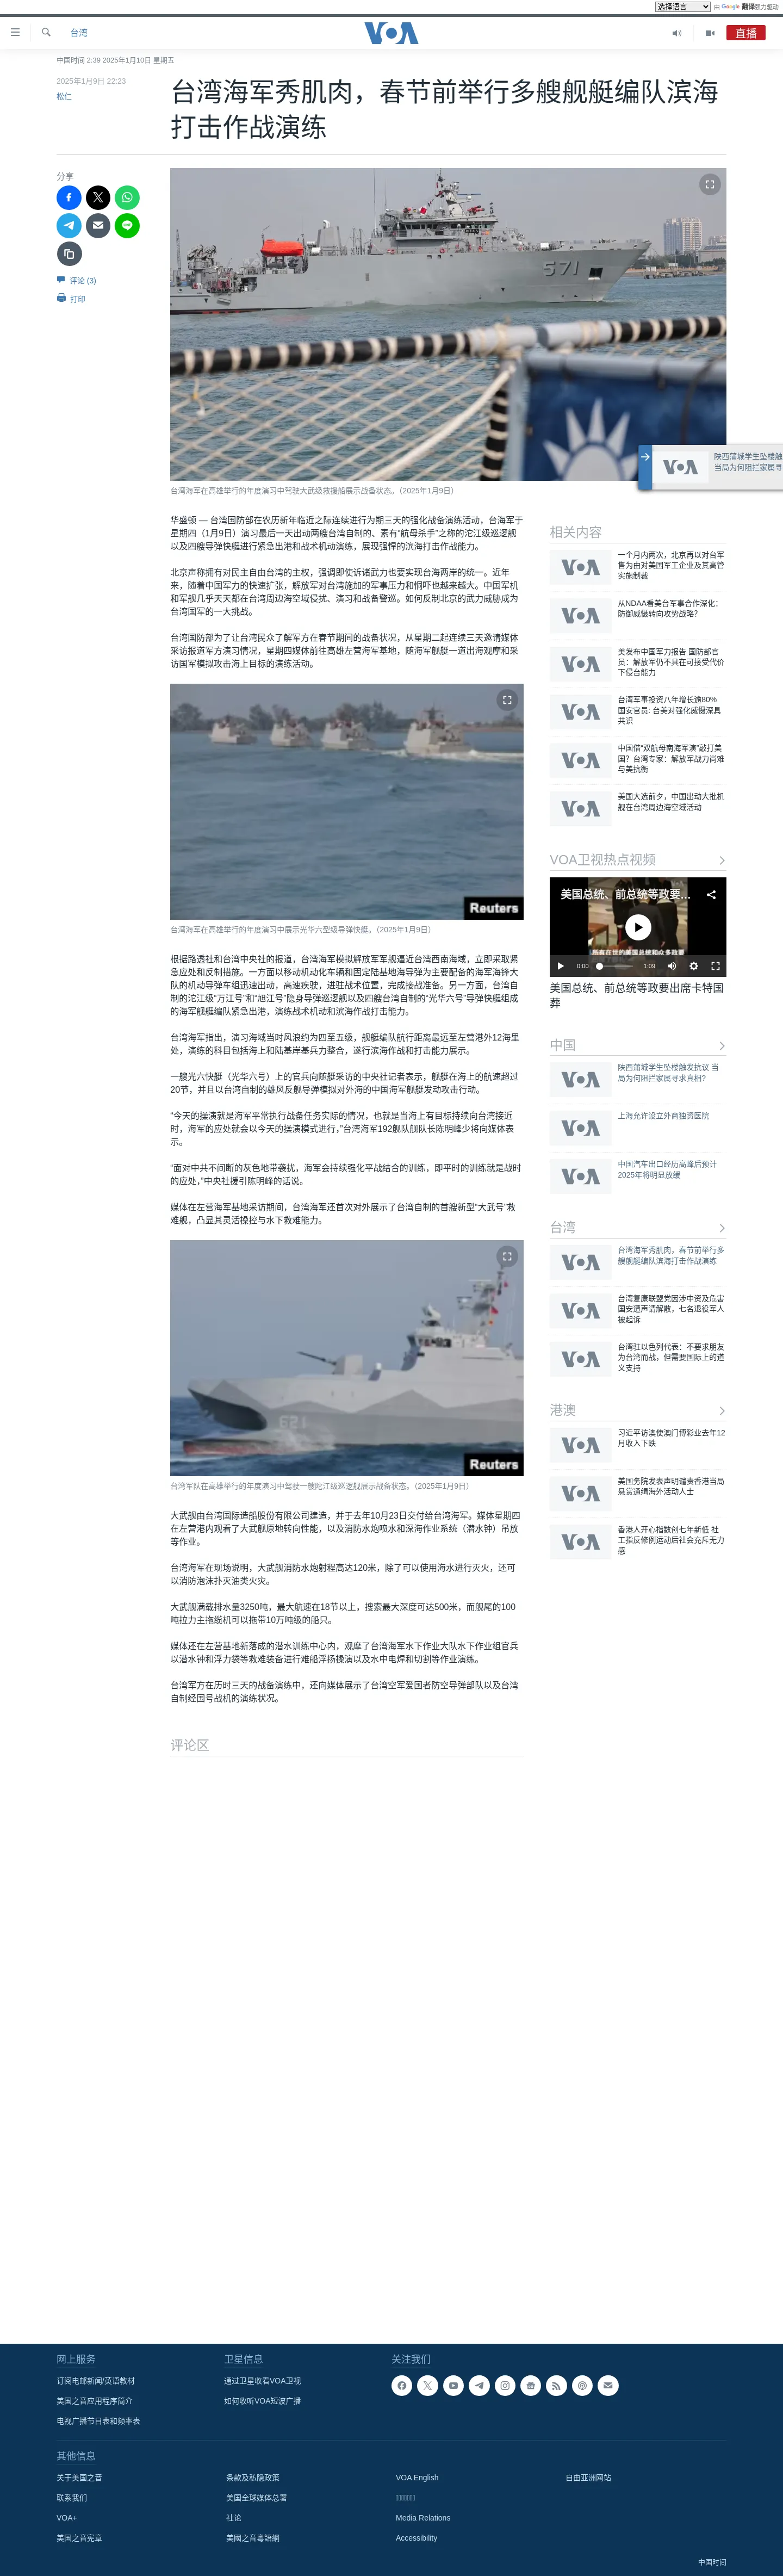 选择语言 由 Google 翻译强力驱动
台湾
VOA
直播
中国时间 2:39 2025年1月10日 星期五
2025年1月9日 22:23
松仁
台湾海军秀肌肉，春节前举行多艘舰艇编队滨海
打击作战演练
分享
评论 (3)
打印
571
台湾海军在高雄举行的年度演习中驾驶大武级救援船展示战备状态。（2025年1月9日）
陕西蒲城学生坠楼触
当局为何阻拦家属寻
华盛顿 — 台湾国防部在农历新年临近之际连续进行为期三天的强化战备演练活动，台海军于
星期四（1月9日）演习最后一天出动两艘台湾自制的、素有“航母杀手”之称的沱江级巡逻舰
以及四艘导弹快艇进行紧急出港和战术机动演练，展现强悍的滨海打击作战能力。
北京声称拥有对民主自由台湾的主权，强调即使诉诸武力也要实现台海两岸的统一。近年
来，随着中国军力的快速扩张，解放军对台湾施加的军事压力和恫吓也越来越大。中国军机
和军舰几乎天天都在台湾周边海空域侵扰、演习和战备警巡。如何反制北京的武力威胁成为
台湾国军的一大挑战。
台湾国防部为了让台湾民众了解军方在春节期间的战备状况，从星期二起连续三天邀请媒体
采访报道军方演习情况，星期四媒体前往高雄左营海军基地，随海军舰艇一道出海观摩和采
访国军模拟攻击海上目标的演练活动。
Reuters
台湾海军在高雄举行的年度演习中展示光华六型级导弹快艇。（2025年1月9日）
根据路透社和台湾中央社的报道，台湾海军模拟解放军军舰逼近台湾西南海域，立即采取紧
急应处和反制措施。一方面以移动机动化车辆和固定陆基地海导弹为主要配备的海军海锋大
队的机动导弹车组迅速出动，高速疾驶，进驻战术位置，完成接战准备。另一方面，台湾自
制的沱江级“万江号”和“旭江号”隐身导弹巡逻舰以及四艘台湾自制的“光华六号”导弹快艇组成
的海军舰艇编队紧急出港，演练战术机动和滨海作战打击能力。
台湾海军指出，演习海域当时风浪约为四至五级，舰艇编队航行距离最远至左营港外12海里
处，演练的科目包括海上和陆基岸基兵力整合，遂行滨海作战和打击能力展示。
一艘光六快艇（光华六号）上的官兵向随艇采访的中央社记者表示，舰艇在海上的航速超过
20节，并且以台湾自制的雄风反舰导弹模拟对外海的中国海军舰艇发动攻击行动。
“今天的操演就是海军平常执行战备任务实际的情况，也就是当海上有目标持续向台湾接近
时，海军的应处就会以今天的操演模式进行，”台湾海军192舰队舰队长陈明峰少将向媒体表
示。
“面对中共不间断的灰色地带袭扰，海军会持续强化平战结合的训练，即平时的训练就是战时
的应处，”中央社援引陈明峰的话说。
媒体在左营海军基地采访期间，台湾海军还首次对外展示了台湾自制的首艘新型“大武号”救
难舰，凸显其灵活操控与水下救难能力。
621
Reuters
台湾军队在高雄举行的年度演习中驾驶一艘陀江级巡逻舰展示战备状态。（2025年1月9日）
大武舰由台湾国际造船股份有限公司建造，并于去年10月23日交付给台湾海军。媒体星期四
在左营港内观看了大武舰原地转向性能，以及消防水炮喷水和深海作业系统（潜水钟）吊放
等作业。
台湾海军在现场说明，大武舰消防水炮射程高达120米，除了可以使用海水进行灭火，还可
以消防泡沫扑灭油类火灾。
大武舰满载排水量3250吨，最大航速在18节以上，搜索最大深度可达500米，而舰尾的100
吨拉力主拖缆机可以拖带10万吨级的船只。
媒体还在左营基地新落成的潜水训练中心内，观摩了台湾海军水下作业大队水下作业组官兵
以潜水钟和浮力袋等救难装备进行难船浮扬操演以及水中电焊和切割等作业演练。
台湾军方在历时三天的战备演练中，还向媒体展示了台湾空军爱国者防空导弹部队以及台湾
自制经国号战机的演练状况。
评论区
相关内容
一个月内两次，北京再以对台军
售为由对美国军工企业及其高管
实施制裁
从NDAA看美台军事合作深化：
防御威慑转向攻势战略？
美发布中国军力报告 国防部官
员：解放军仍不具在可接受代价
下侵台能力
台湾军事投资八年增长逾80%
国安官员: 台美对强化威慑深具
共识
中国借“双航母南海军演”敲打美
国？台湾专家：解放军战力尚难
与美抗衡
美国大选前夕，中国出动大批机
舰在台湾周边海空域活动
VOA卫视热点视频
美国总统、前总统等政要...
所有在世的美国总统和众多政要
0:00 1:09
美国总统、前总统等政要出席卡特国
葬
中国
陕西蒲城学生坠楼触发抗议 当
局为何阻拦家属寻求真相?
上海允许设立外商独资医院
中国汽车出口经历高峰后预计
2025年将明显放缓
台湾
台湾海军秀肌肉，春节前举行多
艘舰艇编队滨海打击作战演练
台湾复康联盟党因涉中资及危害
国安遭声请解散，七名退役军人
被起诉
台湾驻以色列代表：不要求朋友
为台湾而战，但需要国际上的道
义支持
港澳
习近平访澳使澳门博彩业去年12
月收入下跌
美国务院发表声明谴责香港当局
悬赏通缉海外活动人士
香港人开心指数创七年新低 社
工指反修例运动后社会充斥无力
感
网上服务
订阅电邮新闻/英语教材
美国之音应用程序简介
电视广播节目表和频率表
卫星信息
通过卫星收看VOA卫视
如何收听VOA短波广播
关注我们
其他信息
关于美国之音
联系我们
VOA+
美国之音宪章
条款及私隐政策
美国全球媒体总署
社论
美國之音粵語網
VOA English
Media Relations
Accessibility
自由亚洲网站
中国时间